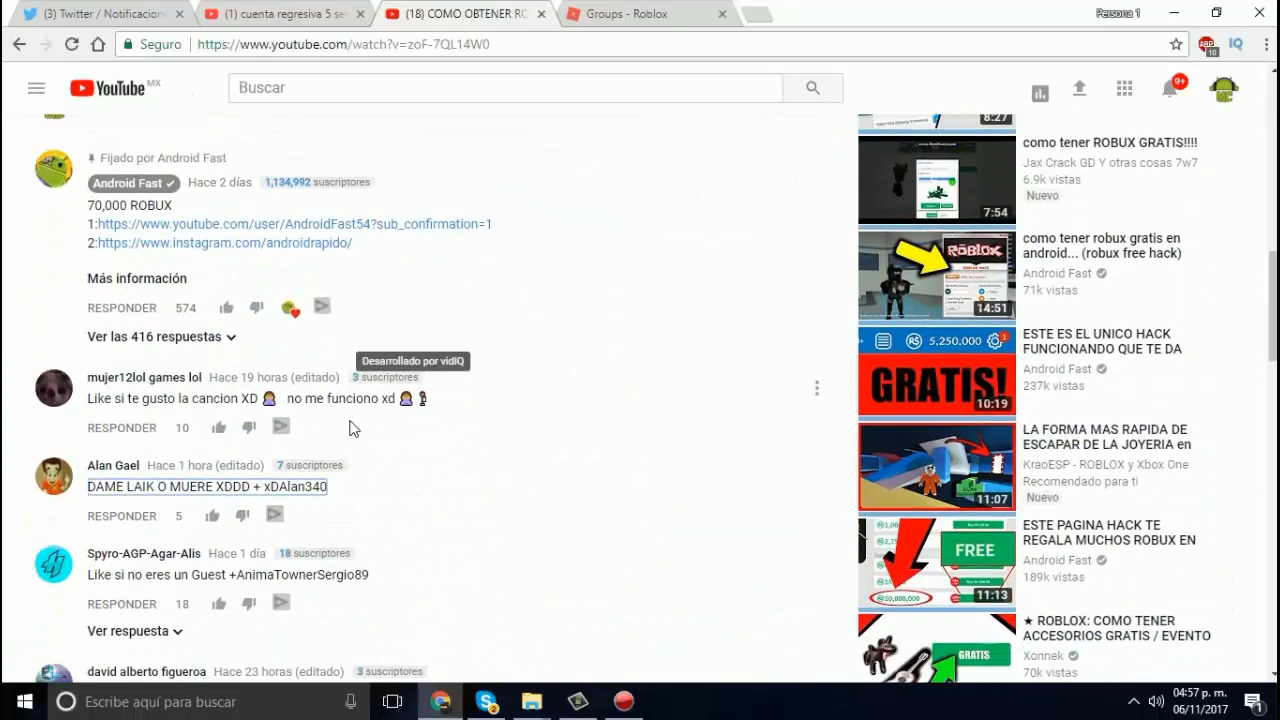 (3) Twitter / Notificacion
(1) cuenta regresiva 5 se
(18) COMO OBTENER RO
Groups - Roblox
Persona 1
Seguro
https://www.youtube.com/watch?v=zoF-7QL14W0
ABP
10
IQ
YouTube MX
Buscar
9+
MC
Fijado por Android Fast
Android Fast Hace 2 días 1,134,992 suscriptores
70,000 ROBUX
1:https://www.youtube.com/user/AndroidFast54?sub_confirmation=1
2:https://www.instagram.com/androidrapido/
Más información
RESPONDER 574
Ver las 416 respuestas
Desarrollado por vidIQ
mujer12lol games lol Hace 19 horas (editado) 3 suscriptores
Like si te gusto la cancion XD no me funciono xd
RESPONDER 10
Alan Gael Hace 1 hora (editado) 7 suscriptores
DAME LAIK O MUERE XDDD + xDAlan340
RESPONDER 5
Spyro-AGP-Agar-Alis Hace 1 día 18 suscriptores
Like si no eres un Guest +AnimaTownerSergio89
RESPONDER
Ver respuesta
david alberto figueroa Hace 23 horas (editado) 3 suscriptores
8:27
7:54
como tener ROBUX GRATIS!!!!
Jax Crack GD Y otras cosas 7w7
6.9k vistas
Nuevo
ROBLOX
14:51
como tener robux gratis en
android... (robux free hack)
Android Fast
71k vistas
R$ 5,250,000
1
GRATIS!
10:19
ESTE ES EL UNICO HACK
FUNCIONANDO QUE TE DA
Android Fast
237k vistas
11:07
LA FORMA MAS RAPIDA DE
ESCAPAR DE LA JOYERIA en
KraoESP - ROBLOX y Xbox One
Recomendado para ti
Nuevo
FREE
10,000,000
11:13
ESTE PAGINA HACK TE
REGALA MUCHOS ROBUX EN
Android Fast
189k vistas
GRATIS
★ ROBLOX: COMO TENER
ACCESORIOS GRATIS / EVENTO
Xonnek
70k vistas
Escribe aquí para buscar
04:57 p. m.
06/11/2017
1